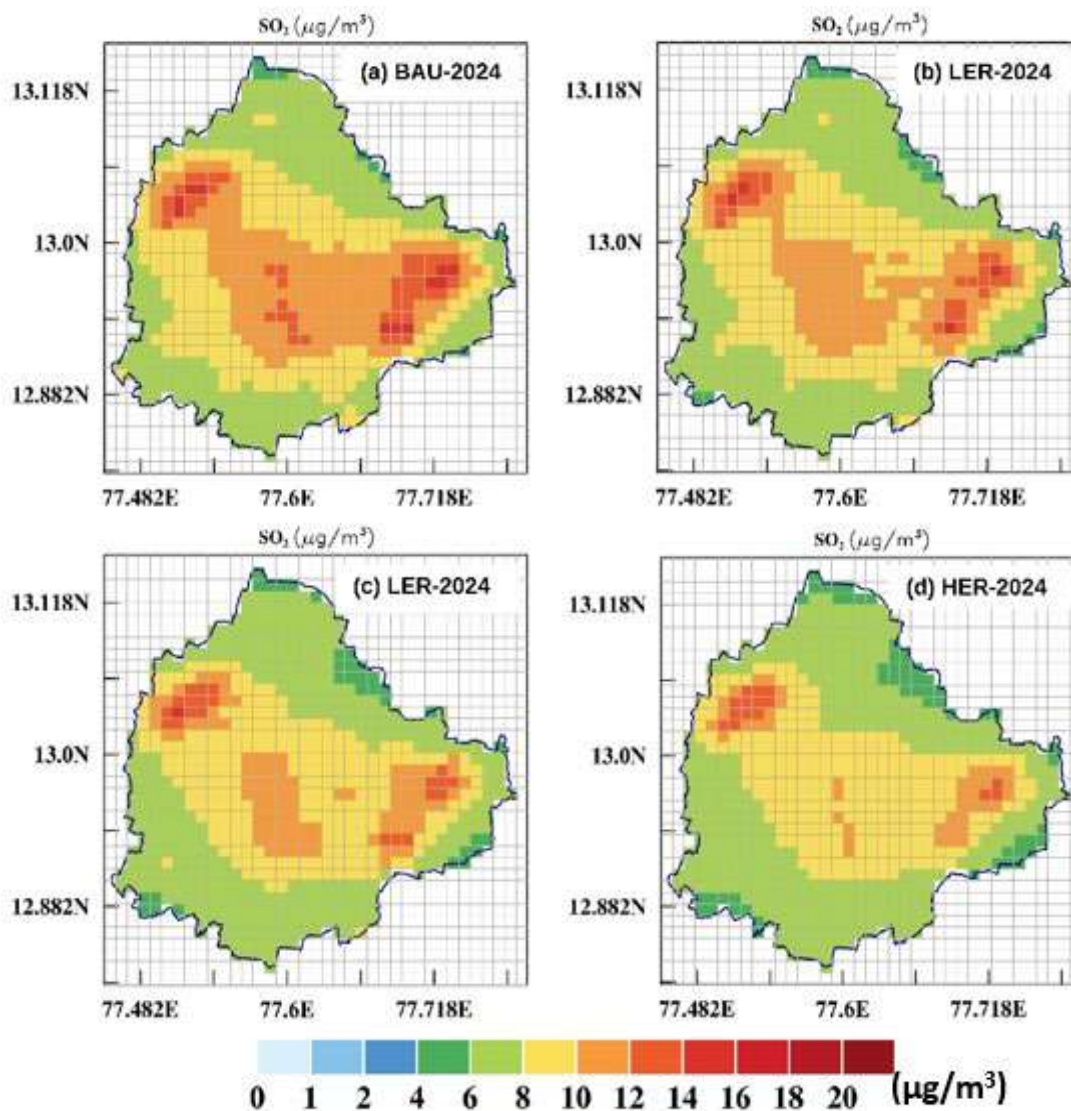 SO₂ (μg/m³)
SO₂ (μg/m³)
(a) BAU-2024
(b) LER-2024
13.118N
13.118N
13.0N
13.0N
12.882N
12.882N
77.482E 77.6E 77.718E
77.482E 77.6E 77.718E
SO₂ (μg/m³)
SO₂ (μg/m³)
(c) LER-2024
(d) HER-2024
13.118N
13.118N
13.0N
13.0N
12.882N
12.882N
77.482E 77.6E 77.718E
77.482E 77.6E 77.718E
0 1 2 4 6 8 10 12 14 16 18 20 (μg/m³)